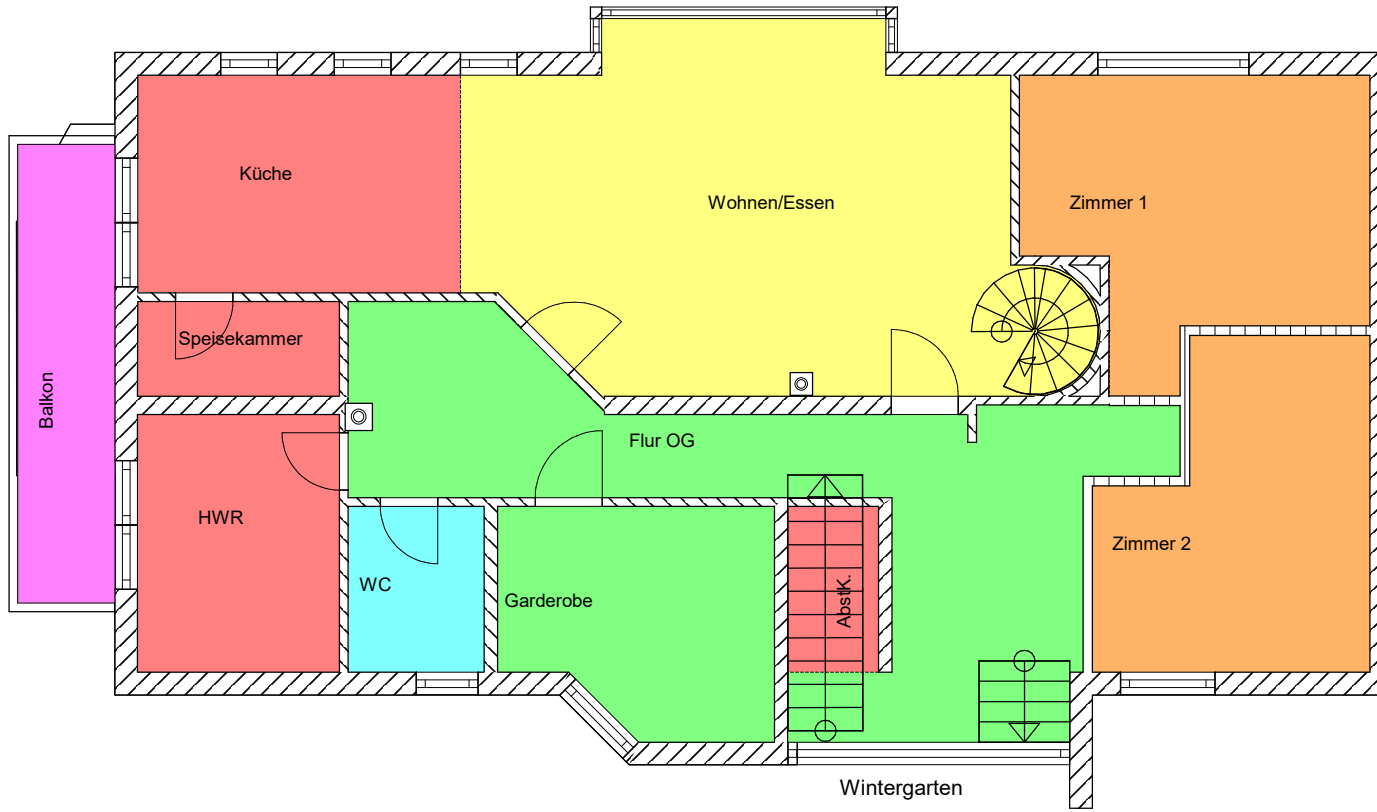 Küche
Wohnen/Essen
Zimmer 1
Speisekammer
Balkon
Flur OG
HWR
WC
Garderobe
AbstK.
Zimmer 2
Wintergarten